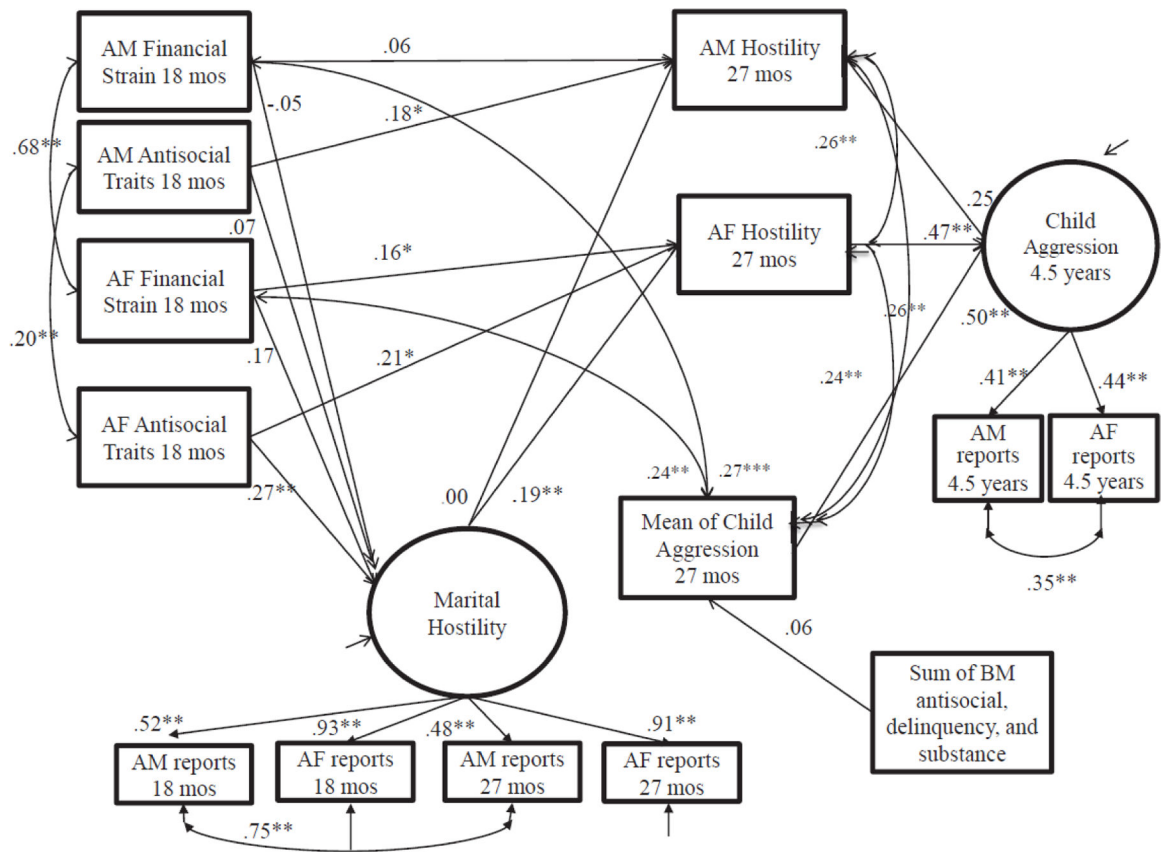 AM Financial
Strain 18 mos
AM Antisocial
Traits 18 mos
AF Financial
Strain 18 mos
AF Antisocial
Traits 18 mos
.68**
.20**
.06
-.05
.18*
.07
.16*
.17
.21*
.27**
AM Hostility
27 mos
AF Hostility
27 mos
.26**
.25
.47**
.26**
.50**
.24**
Child
Aggression
4.5 years
.41**
.44**
AM
reports
4.5 years
AF
reports
4.5 years
.35**
.00
.19**
.24**
.27***
Mean of Child
Aggression
27 mos
.06
Sum of BM
antisocial,
delinquency, and
substance
Marital
Hostility
.52**
.93**
.48**
.91**
AM reports
18 mos
AF reports
18 mos
AM reports
27 mos
AF reports
27 mos
.75**